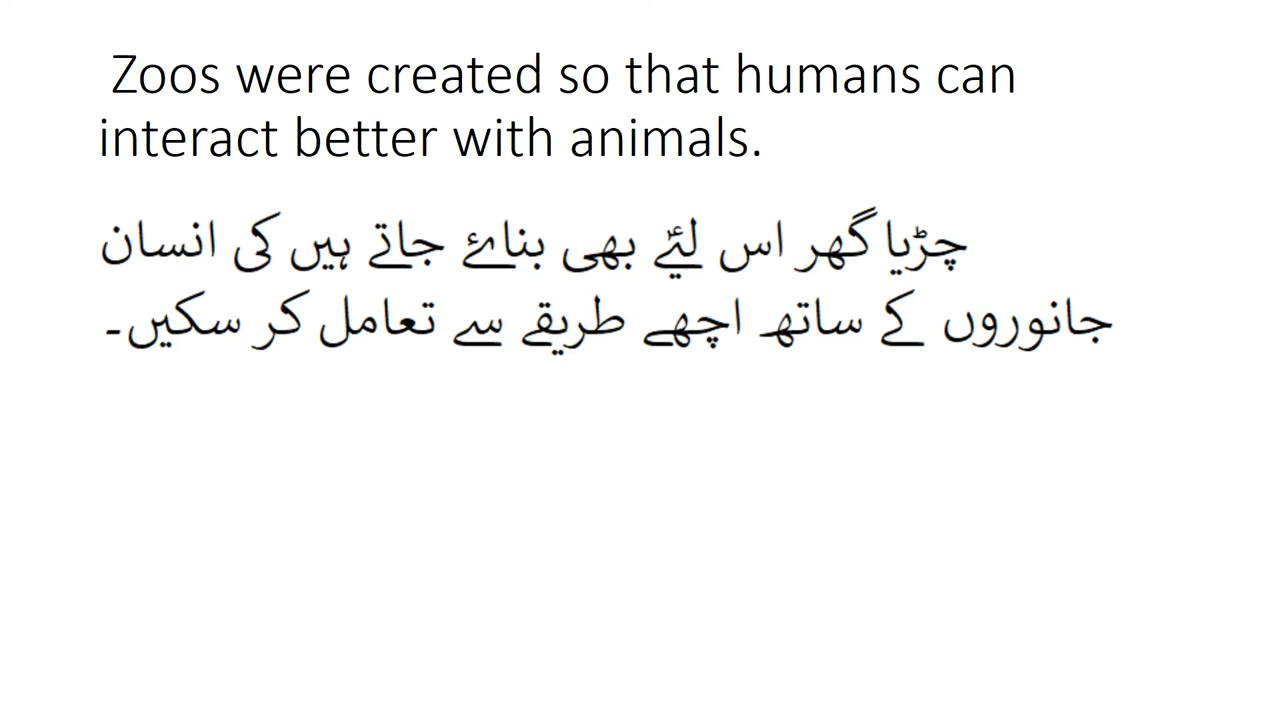 Zoos were created so that humans can
interact better with animals.
چڑیا گھر اس لیٔے بھی بناۓ جاتے ہیں کی انسان
جانوروں کے ساتھ اچھے طریقے سے تعامل کر سکیں۔